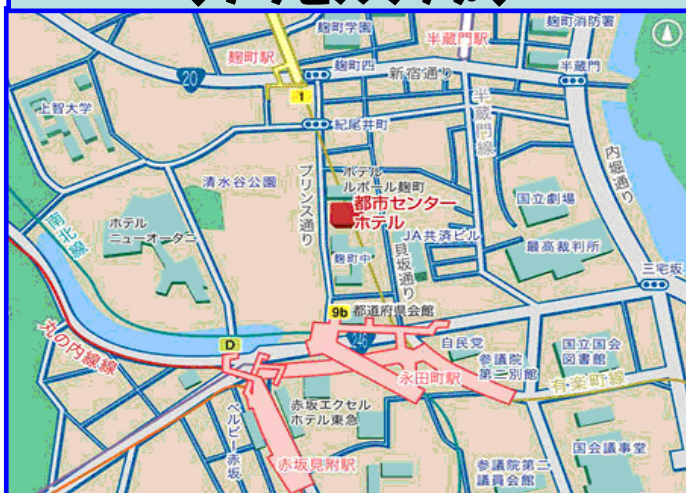 麹町学園
半蔵門駅
麹町消防署
麹町駅
麹町四
新宿通り
半蔵門
20
1
上智大学
紀尾井町
半蔵門線
内堀通り
清水谷公園
プリンス通り
ホテル
ルポール麹町
都市センター
ホテル
国立劇場
南北線
ホテル
ニューオータニ
JA共済ビル
最高裁判所
麹町中
貝坂通り
三宅坂
9b
都道府県会館
丸の内線線
D
246
自民党
参議院
第二別館
国立国会
図書館
永田町駅
有楽町線
ベルビー赤坂
赤坂エクセル
ホテル東急
赤坂見附駅
参議院第二
議員会館
国会議事堂